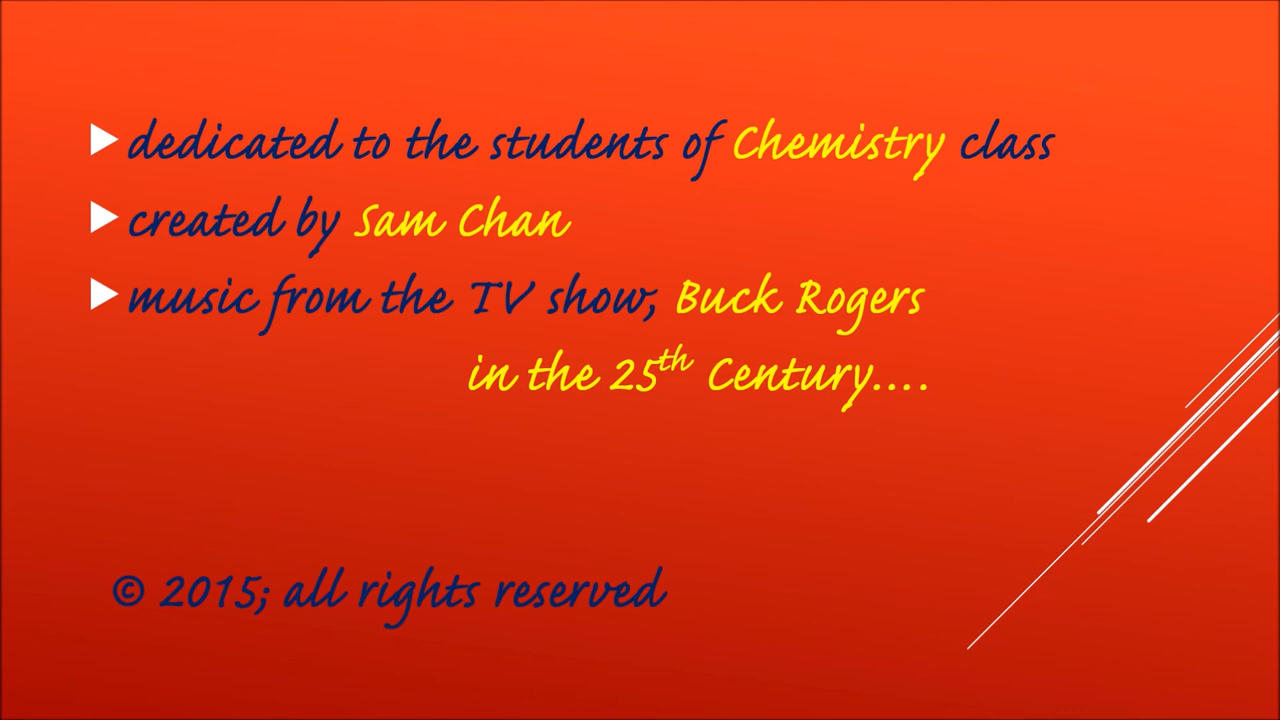 dedicated to the students of Chemistry class
created by Sam Chan
music from the TV show, Buck Rogers
in the 25th Century....
© 2015; all rights reserved